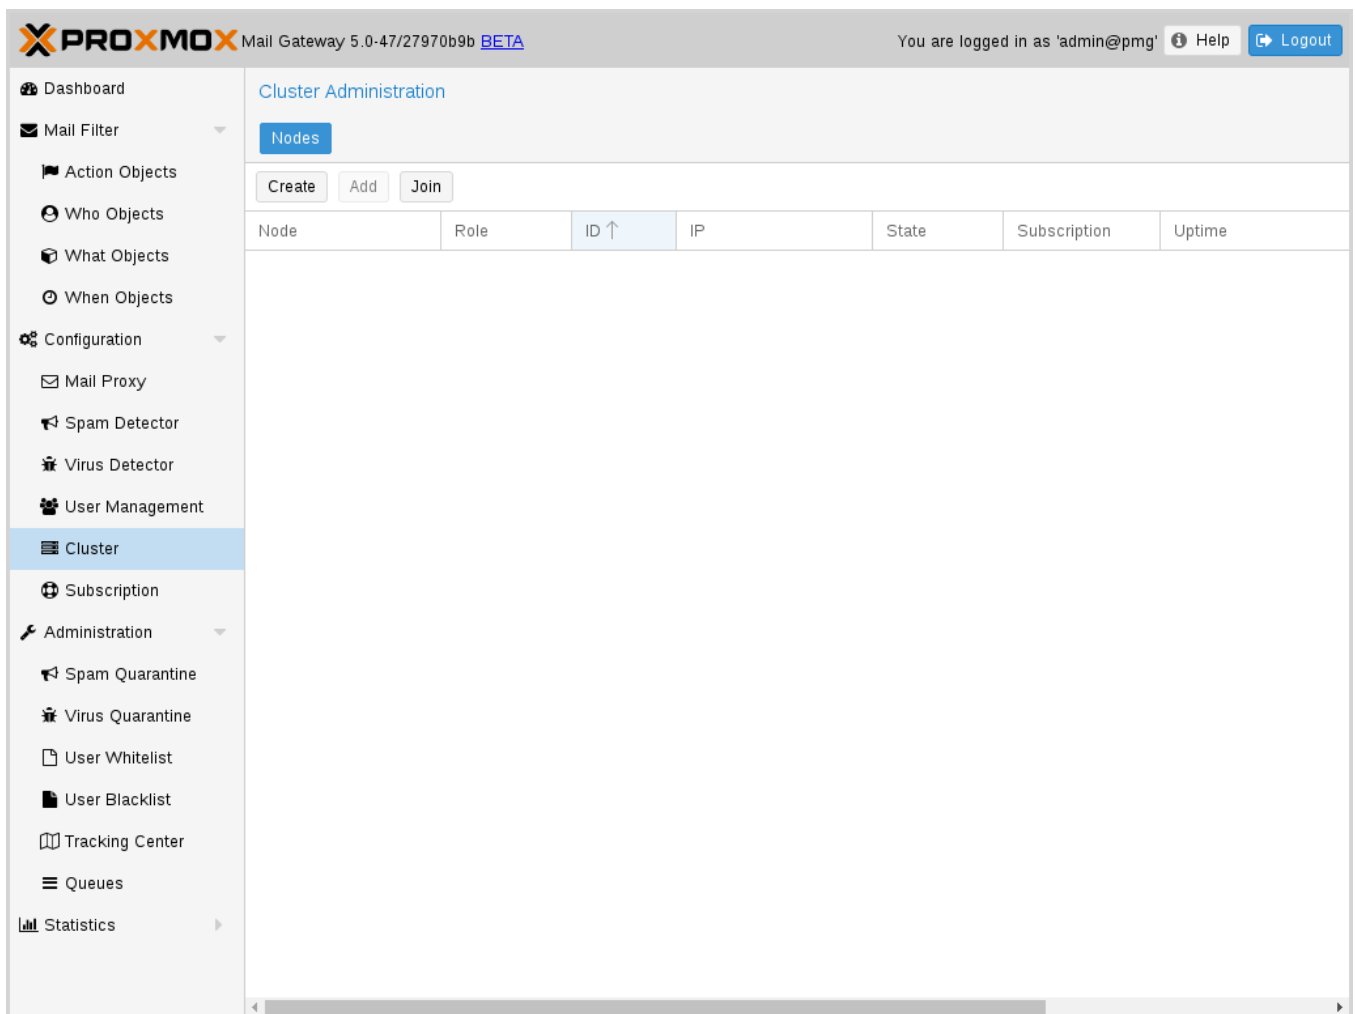 PROXMOX Mail Gateway 5.0-47/27970b9b BETA You are logged in as 'admin@pmg' Help Logout
Dashboard
Mail Filter
Action Objects
Who Objects
What Objects
When Objects
Configuration
Mail Proxy
Spam Detector
Virus Detector
User Management
Cluster
Subscription
Administration
Spam Quarantine
Virus Quarantine
User Whitelist
User Blacklist
Tracking Center
Queues
Statistics
Cluster Administration
Nodes
Create Add Join
Node Role ID IP State Subscription Uptime